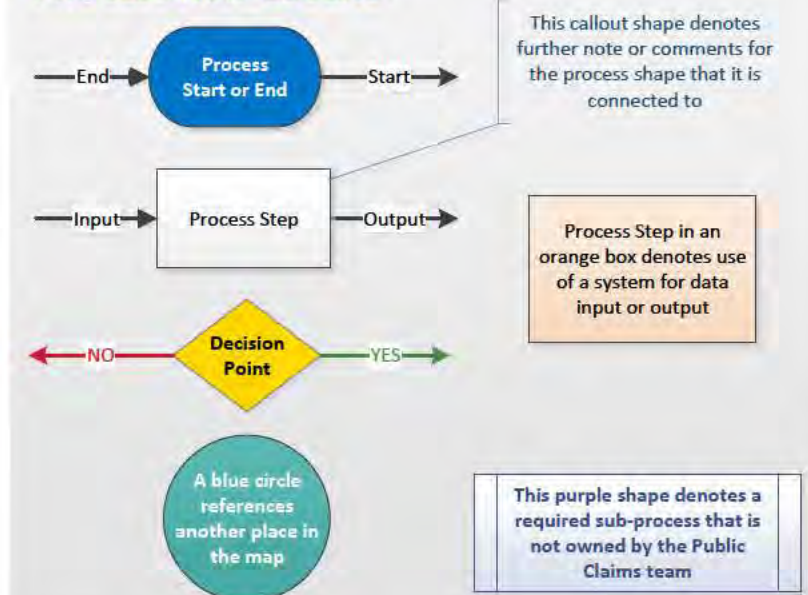 This callout shape denotes
further note or comments for
the process shape that it is
connected to
End
Process
Start or End
Start
Input
Process Step
Output
Process Step in an
orange box denotes use
of a system for data
input or output
NO
Decision
Point
YES
A blue circle
references
another place in
the map
This purple shape denotes a
required sub-process that is
not owned by the Public
Claims team